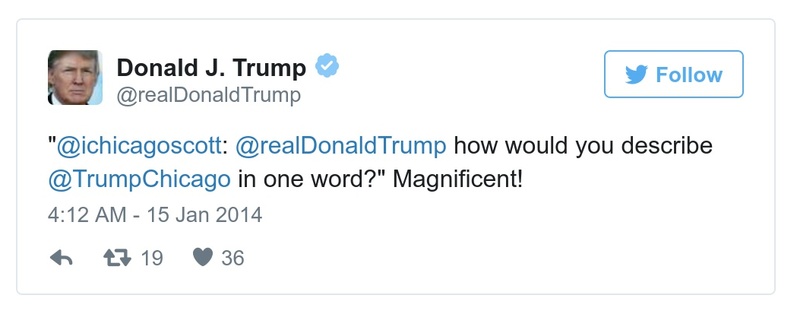 Donald J. Trump
@realDonaldTrump
Follow
"@ichicagoscott: @realDonaldTrump how would you describe
@TrumpChicago in one word?" Magnificent!
4:12 AM - 15 Jan 2014
19 36